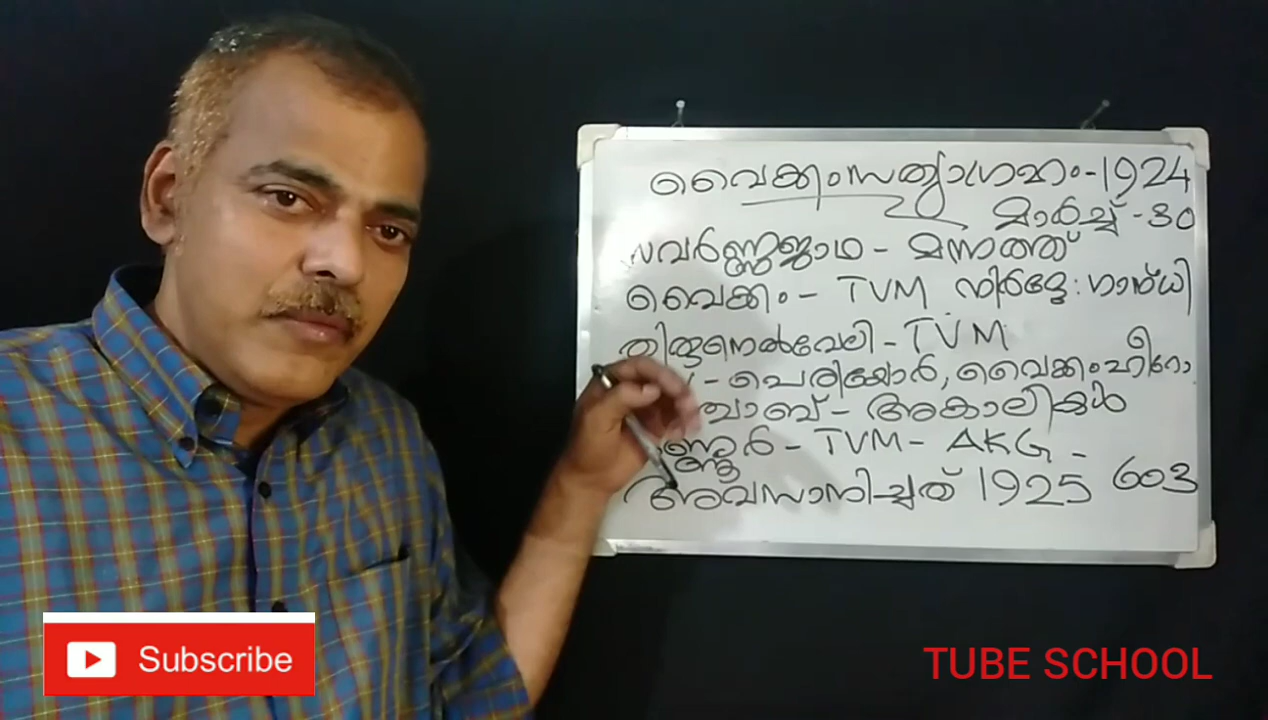 വൈക്കംസത്യാഗ്രഹം-1924
മാർച്ച്-30
സവർണ്ണജാഥ - മന്നത്ത്
വൈക്കം - TVM നിർദ്ദേ: ഗാന്ധി
തിരുനെൽവേലി - TVM
- പെരിയോർ, വൈക്കംഹീറോ
ഞ്ചാബ് - അകാലികൾ
ണ്ണൂർ - TVM - AKG -
അവസാനിച്ചത് 1925 603
Subscribe
TUBE SCHOOL